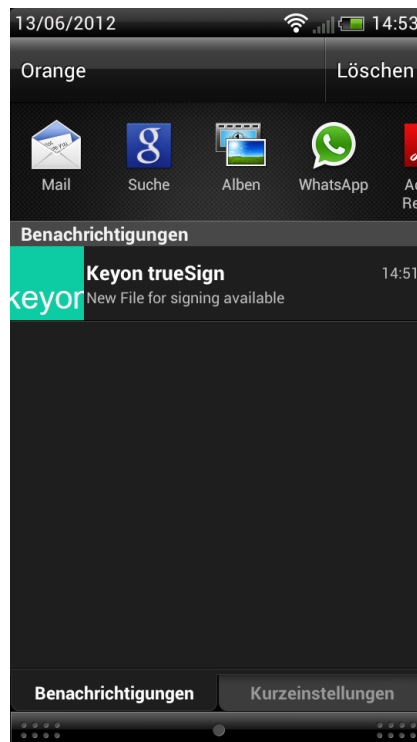 13/06/2012 14:53
Orange Löschen
Mail Suche Alben WhatsApp
Benachrichtigungen
Keyon trueSign 14:51
keyon New File for signing available
Benachrichtigungen Kurzeinstellungen